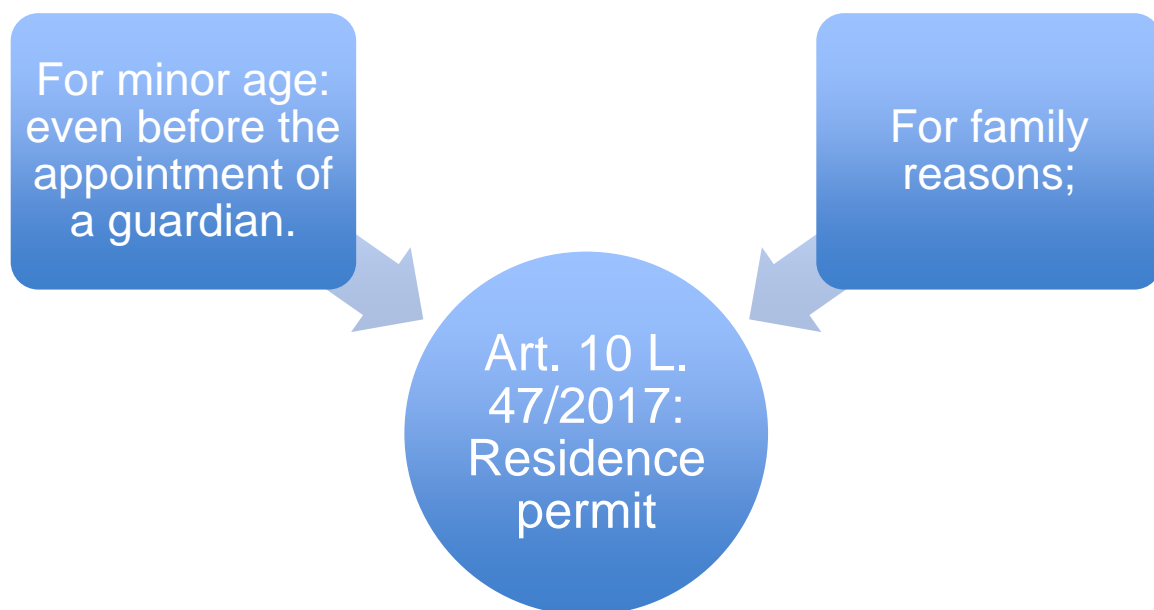 For minor age:
even before the
appointment of
a guardian.
For family
reasons;
Art. 10 L.
47/2017:
Residence
permit